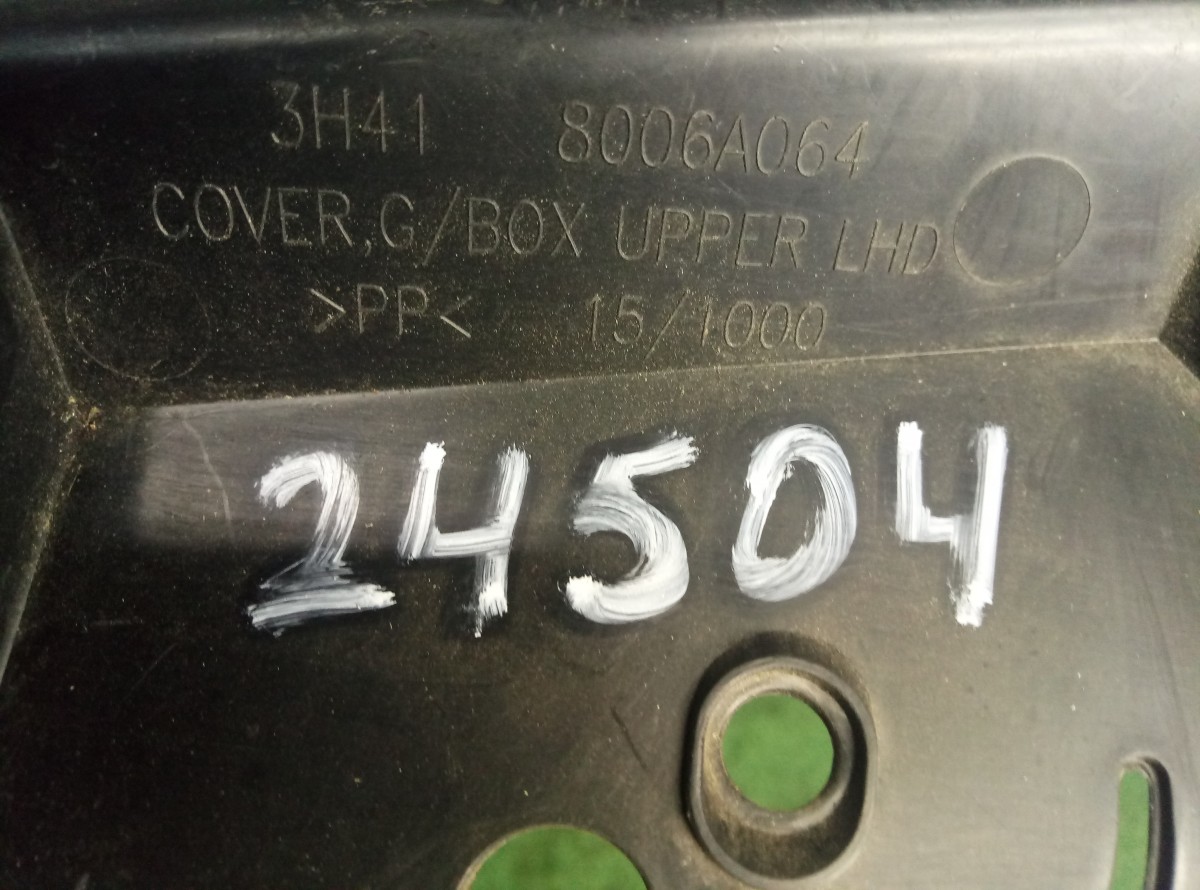 3H41 8006A064
COVER,G/BOX UPPER LHD
>PP< 15/1000
24504